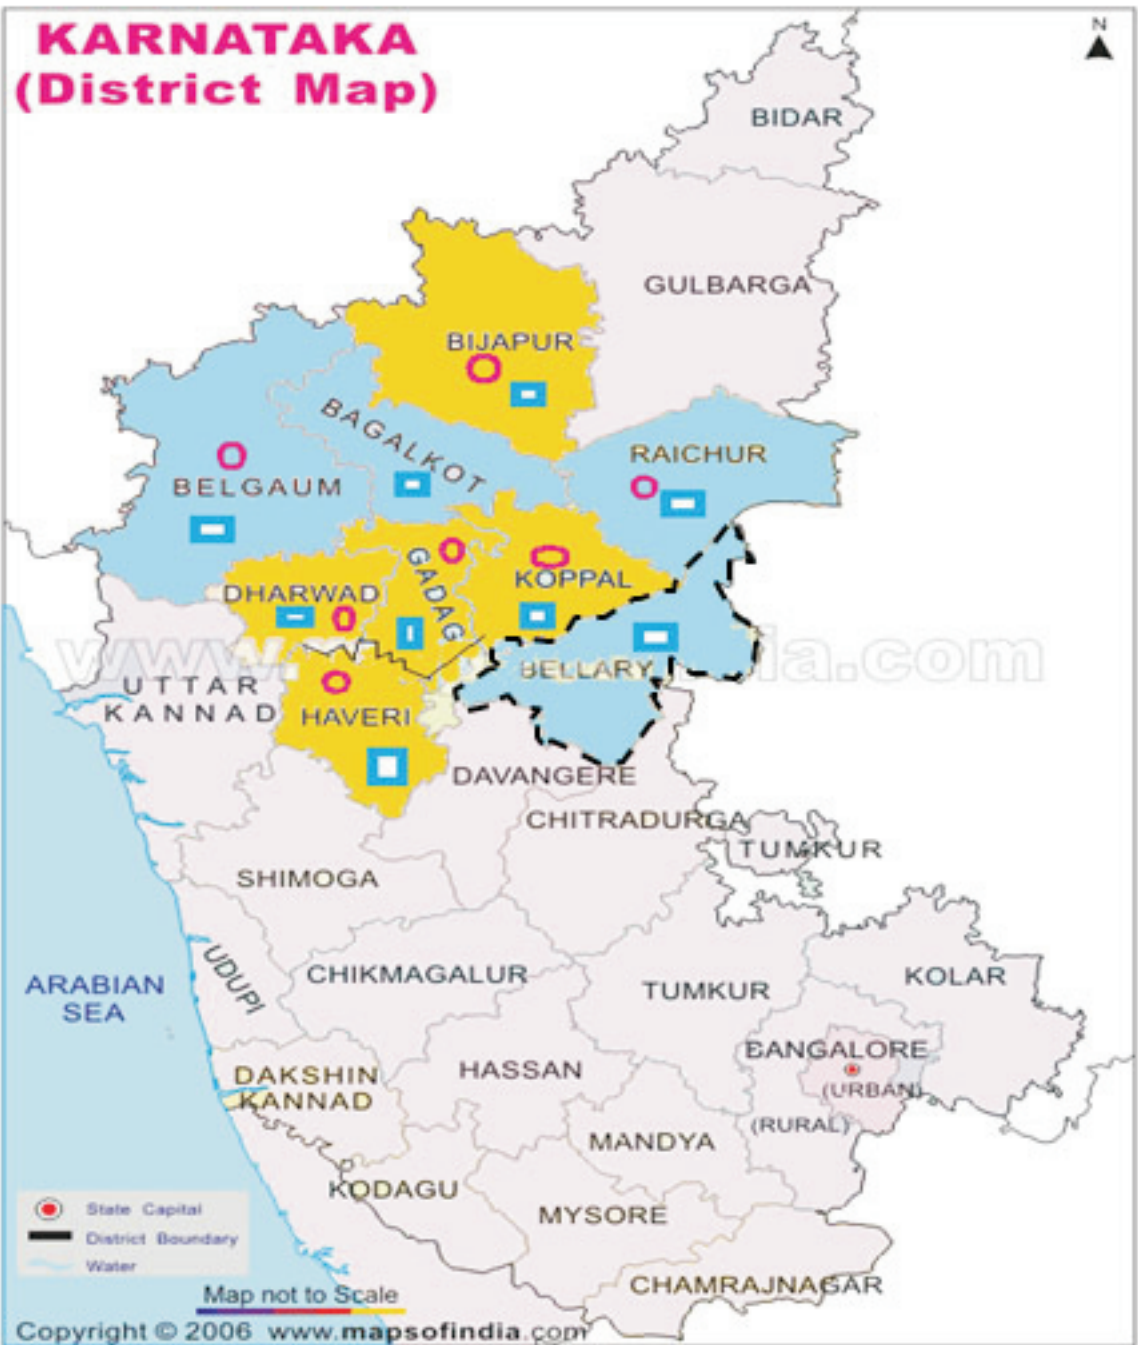 KARNATAKA
(District Map)
N
BIDAR
GULBARGA
BIJAPUR
BAGALKOT
RAICHUR
BELGAUM
GADAG
KOPPAL
DHARWAD
BELLARY
UTTAR
KANNAD
HAVERI
DAVANGERE
CHITRADURGA
TUMKUR
SHIMOGA
UDUPI
CHIKMAGALUR
TUMKUR
KOLAR
ARABIAN
SEA
BANGALORE
(URBAN)
(RURAL)
HASSAN
DAKSHIN
KANNAD
MANDYA
KODAGU
MYSORE
CHAMRAJNAGAR
State Capital
District Boundary
Water
Map not to Scale
Copyright © 2006 www.mapsofindia.com